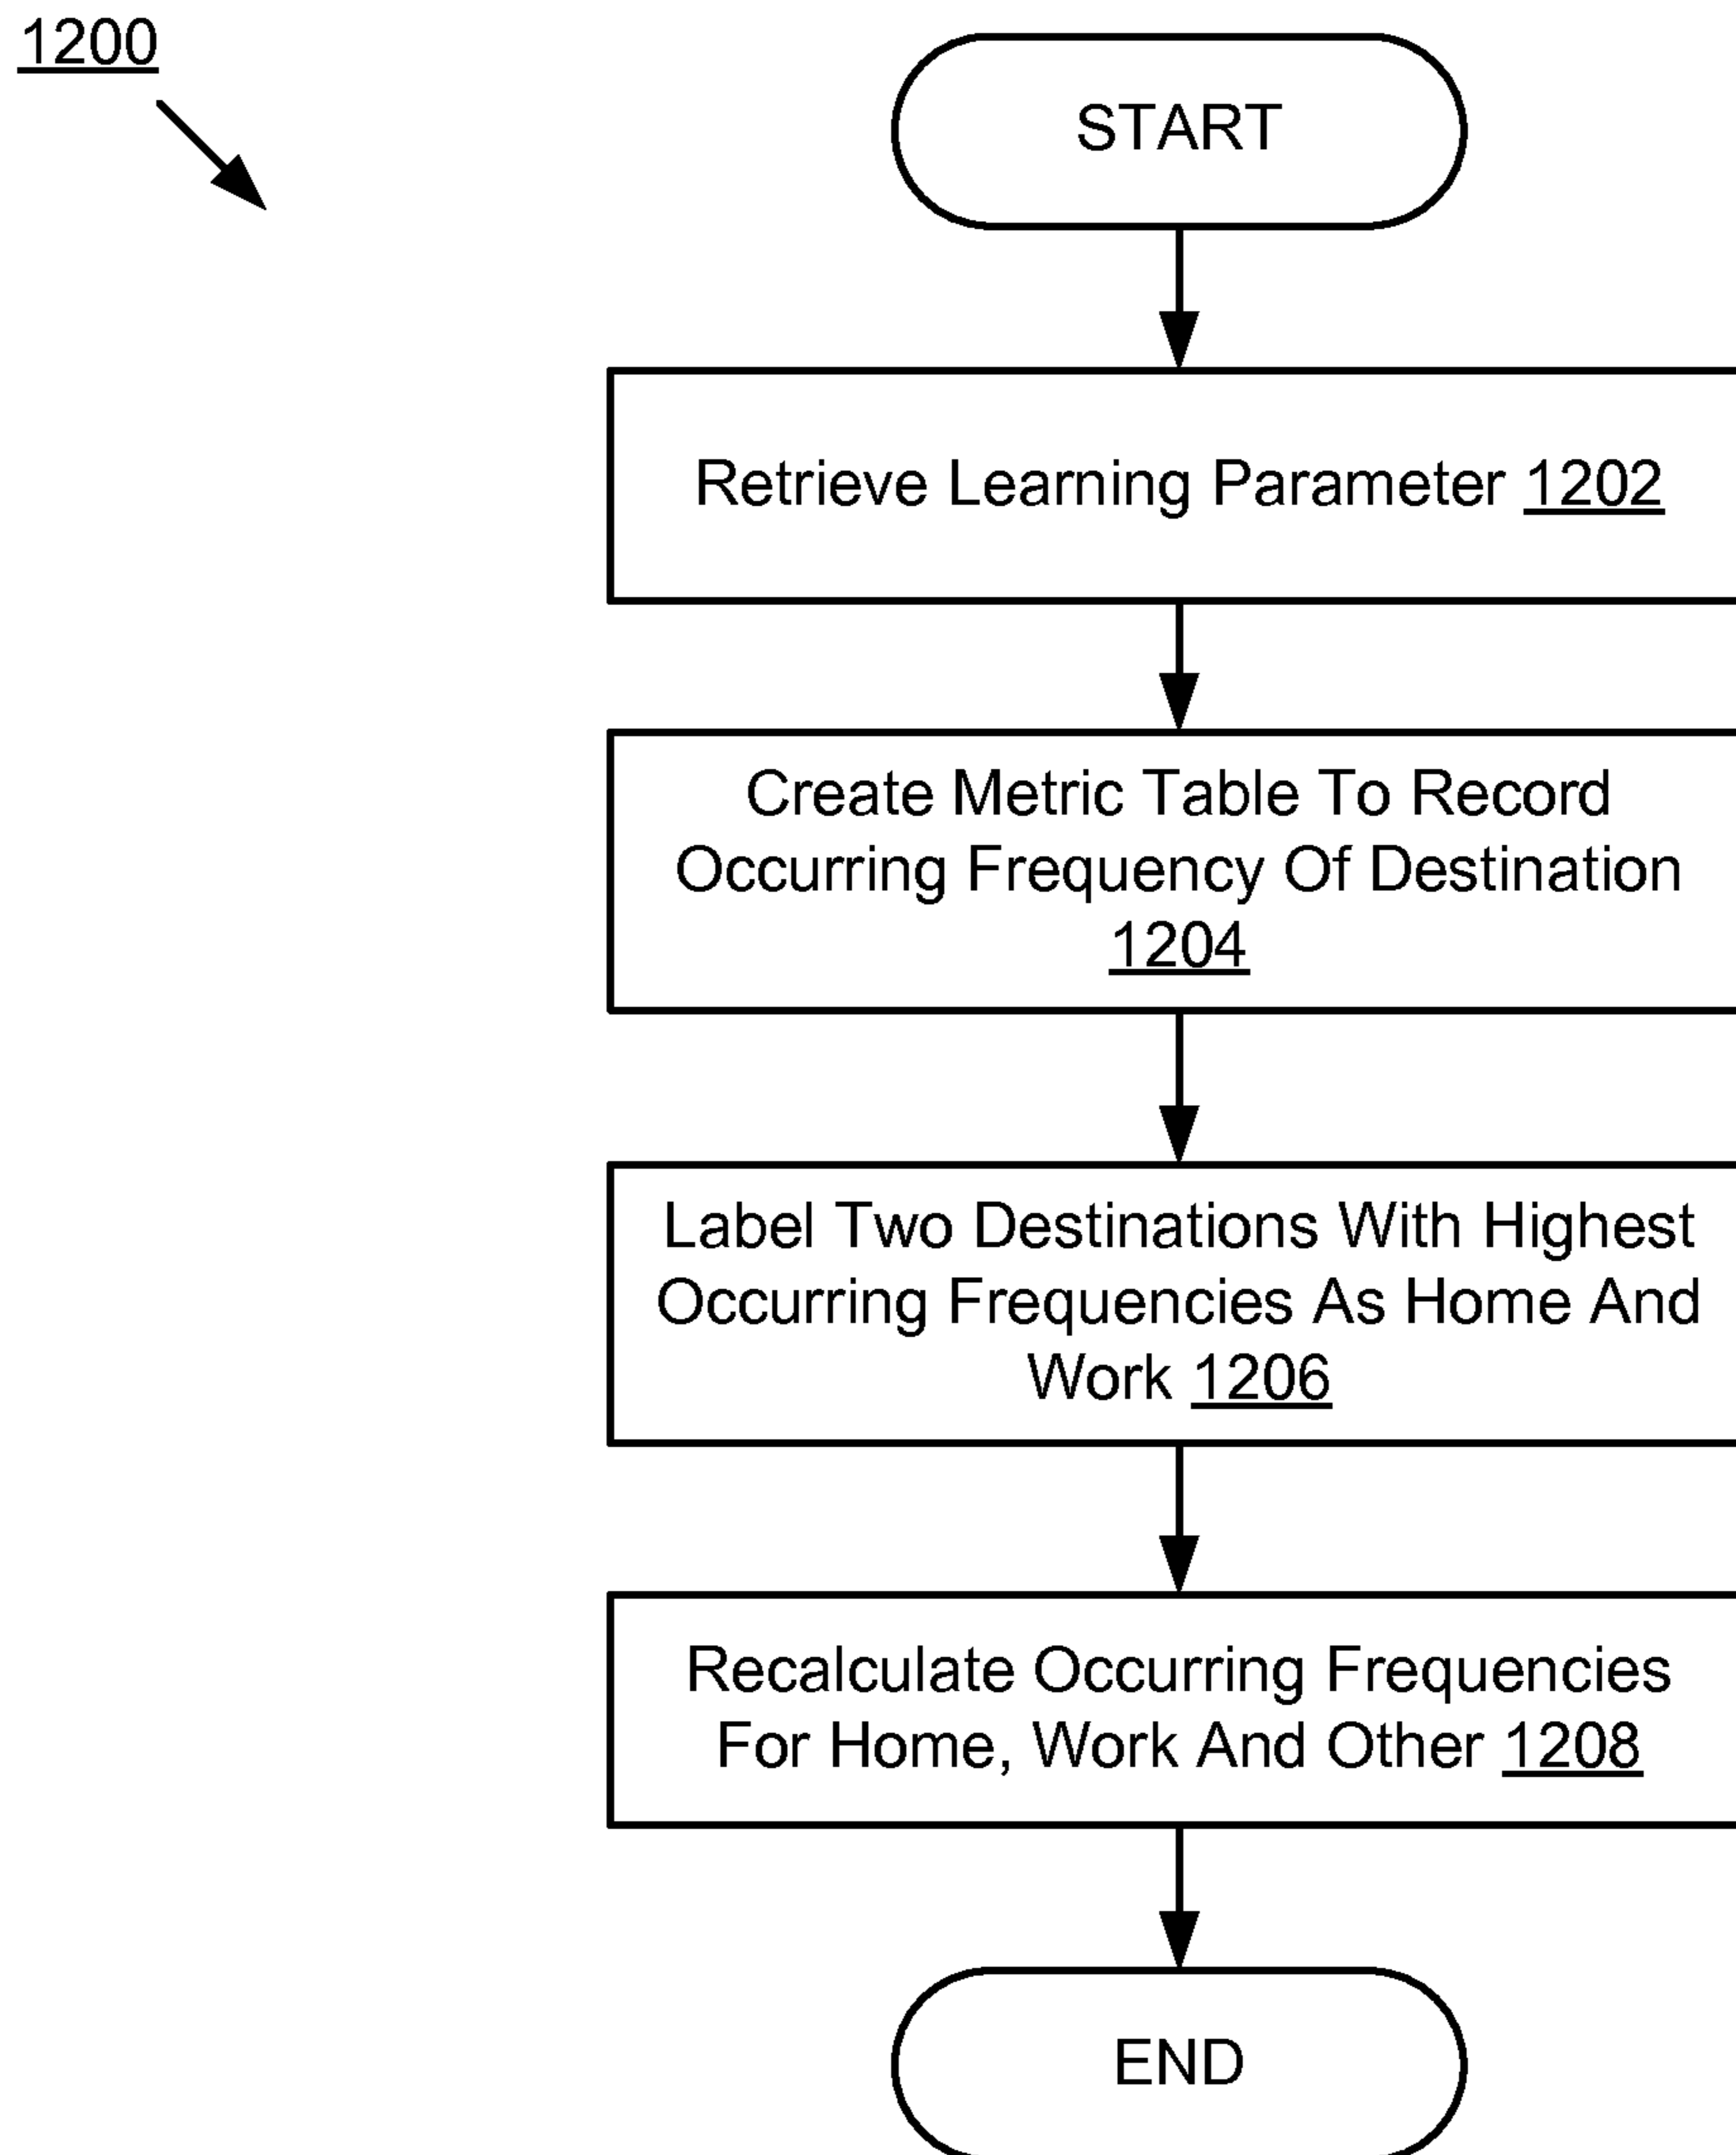 1200
START
Retrieve Learning Parameter 1202
Create Metric Table To Record
Occurring Frequency Of Destination
1204
Label Two Destinations With Highest
Occurring Frequencies As Home And
Work 1206
Recalculate Occurring Frequencies
For Home, Work And Other 1208
END